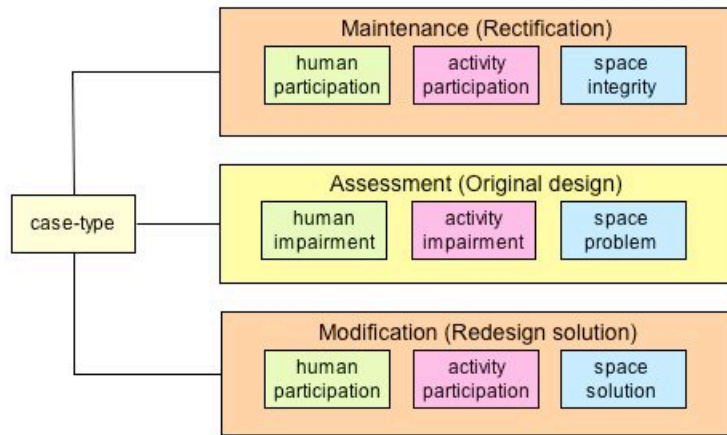 Maintenance (Rectification)
human
participation
activity
participation
space
integrity
case-type
Assessment (Original design)
human
impairment
activity
impairment
space
problem
Modification (Redesign solution)
human
participation
activity
participation
space
solution